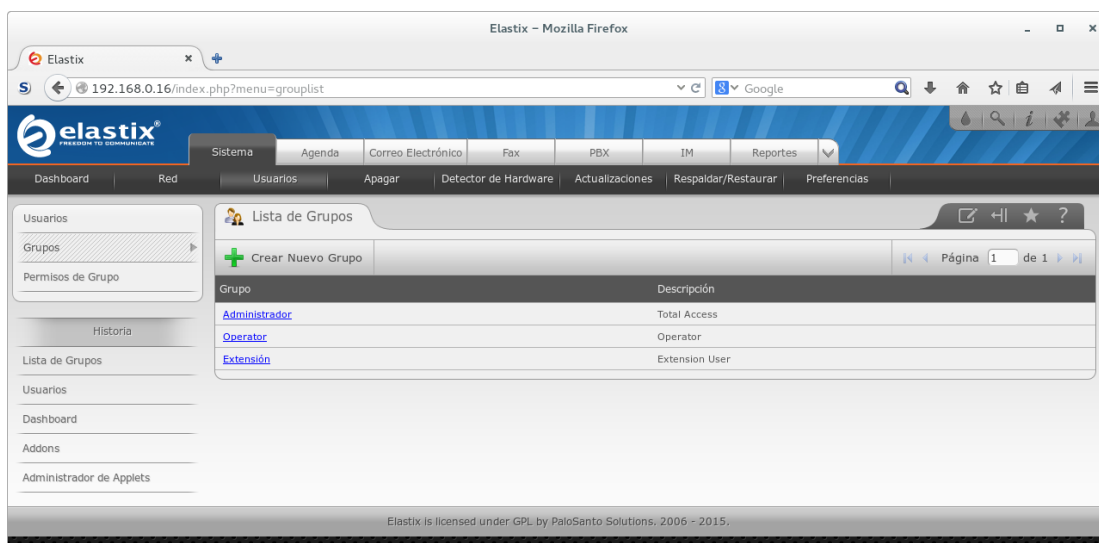 Elastix - Mozilla Firefox
Elastix
192.168.0.16/index.php?menu=grouplist
Google
elastix®
FREEDOM TO COMMUNICATE
Sistema Agenda Correo Electrónico Fax PBX IM Reportes
Dashboard Red Usuarios Apagar Detector de Hardware Actualizaciones Respaldar/Restaurar Preferencias
Usuarios
Grupos
Permisos de Grupo
Historia
Lista de Grupos
Usuarios
Dashboard
Addons
Administrador de Applets
Lista de Grupos
Crear Nuevo Grupo
Página 1 de 1
Grupo Descripción
Administrador Total Access
Operator Operator
Extensión Extension User
Elastix is licensed under GPL by PaloSanto Solutions. 2006 - 2015.